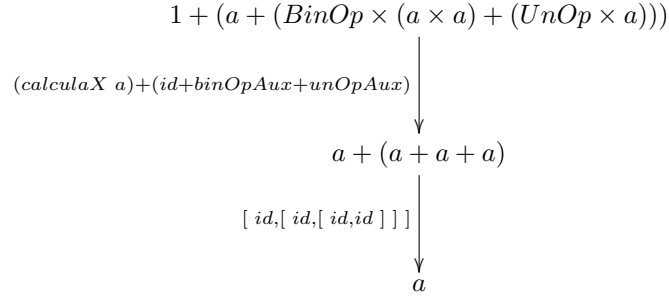 1 + (a + (BinOp × (a × a) + (UnOp × a)))
(calculaX a)+(id+binOpAux+unOpAux)
a + (a + a + a)
[ id,[ id,[ id,id ] ] ]
a